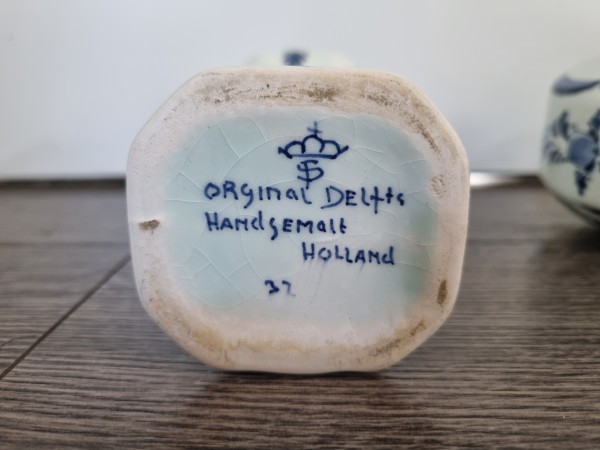 ORginal Delfts
Handgemalt
Holland
32